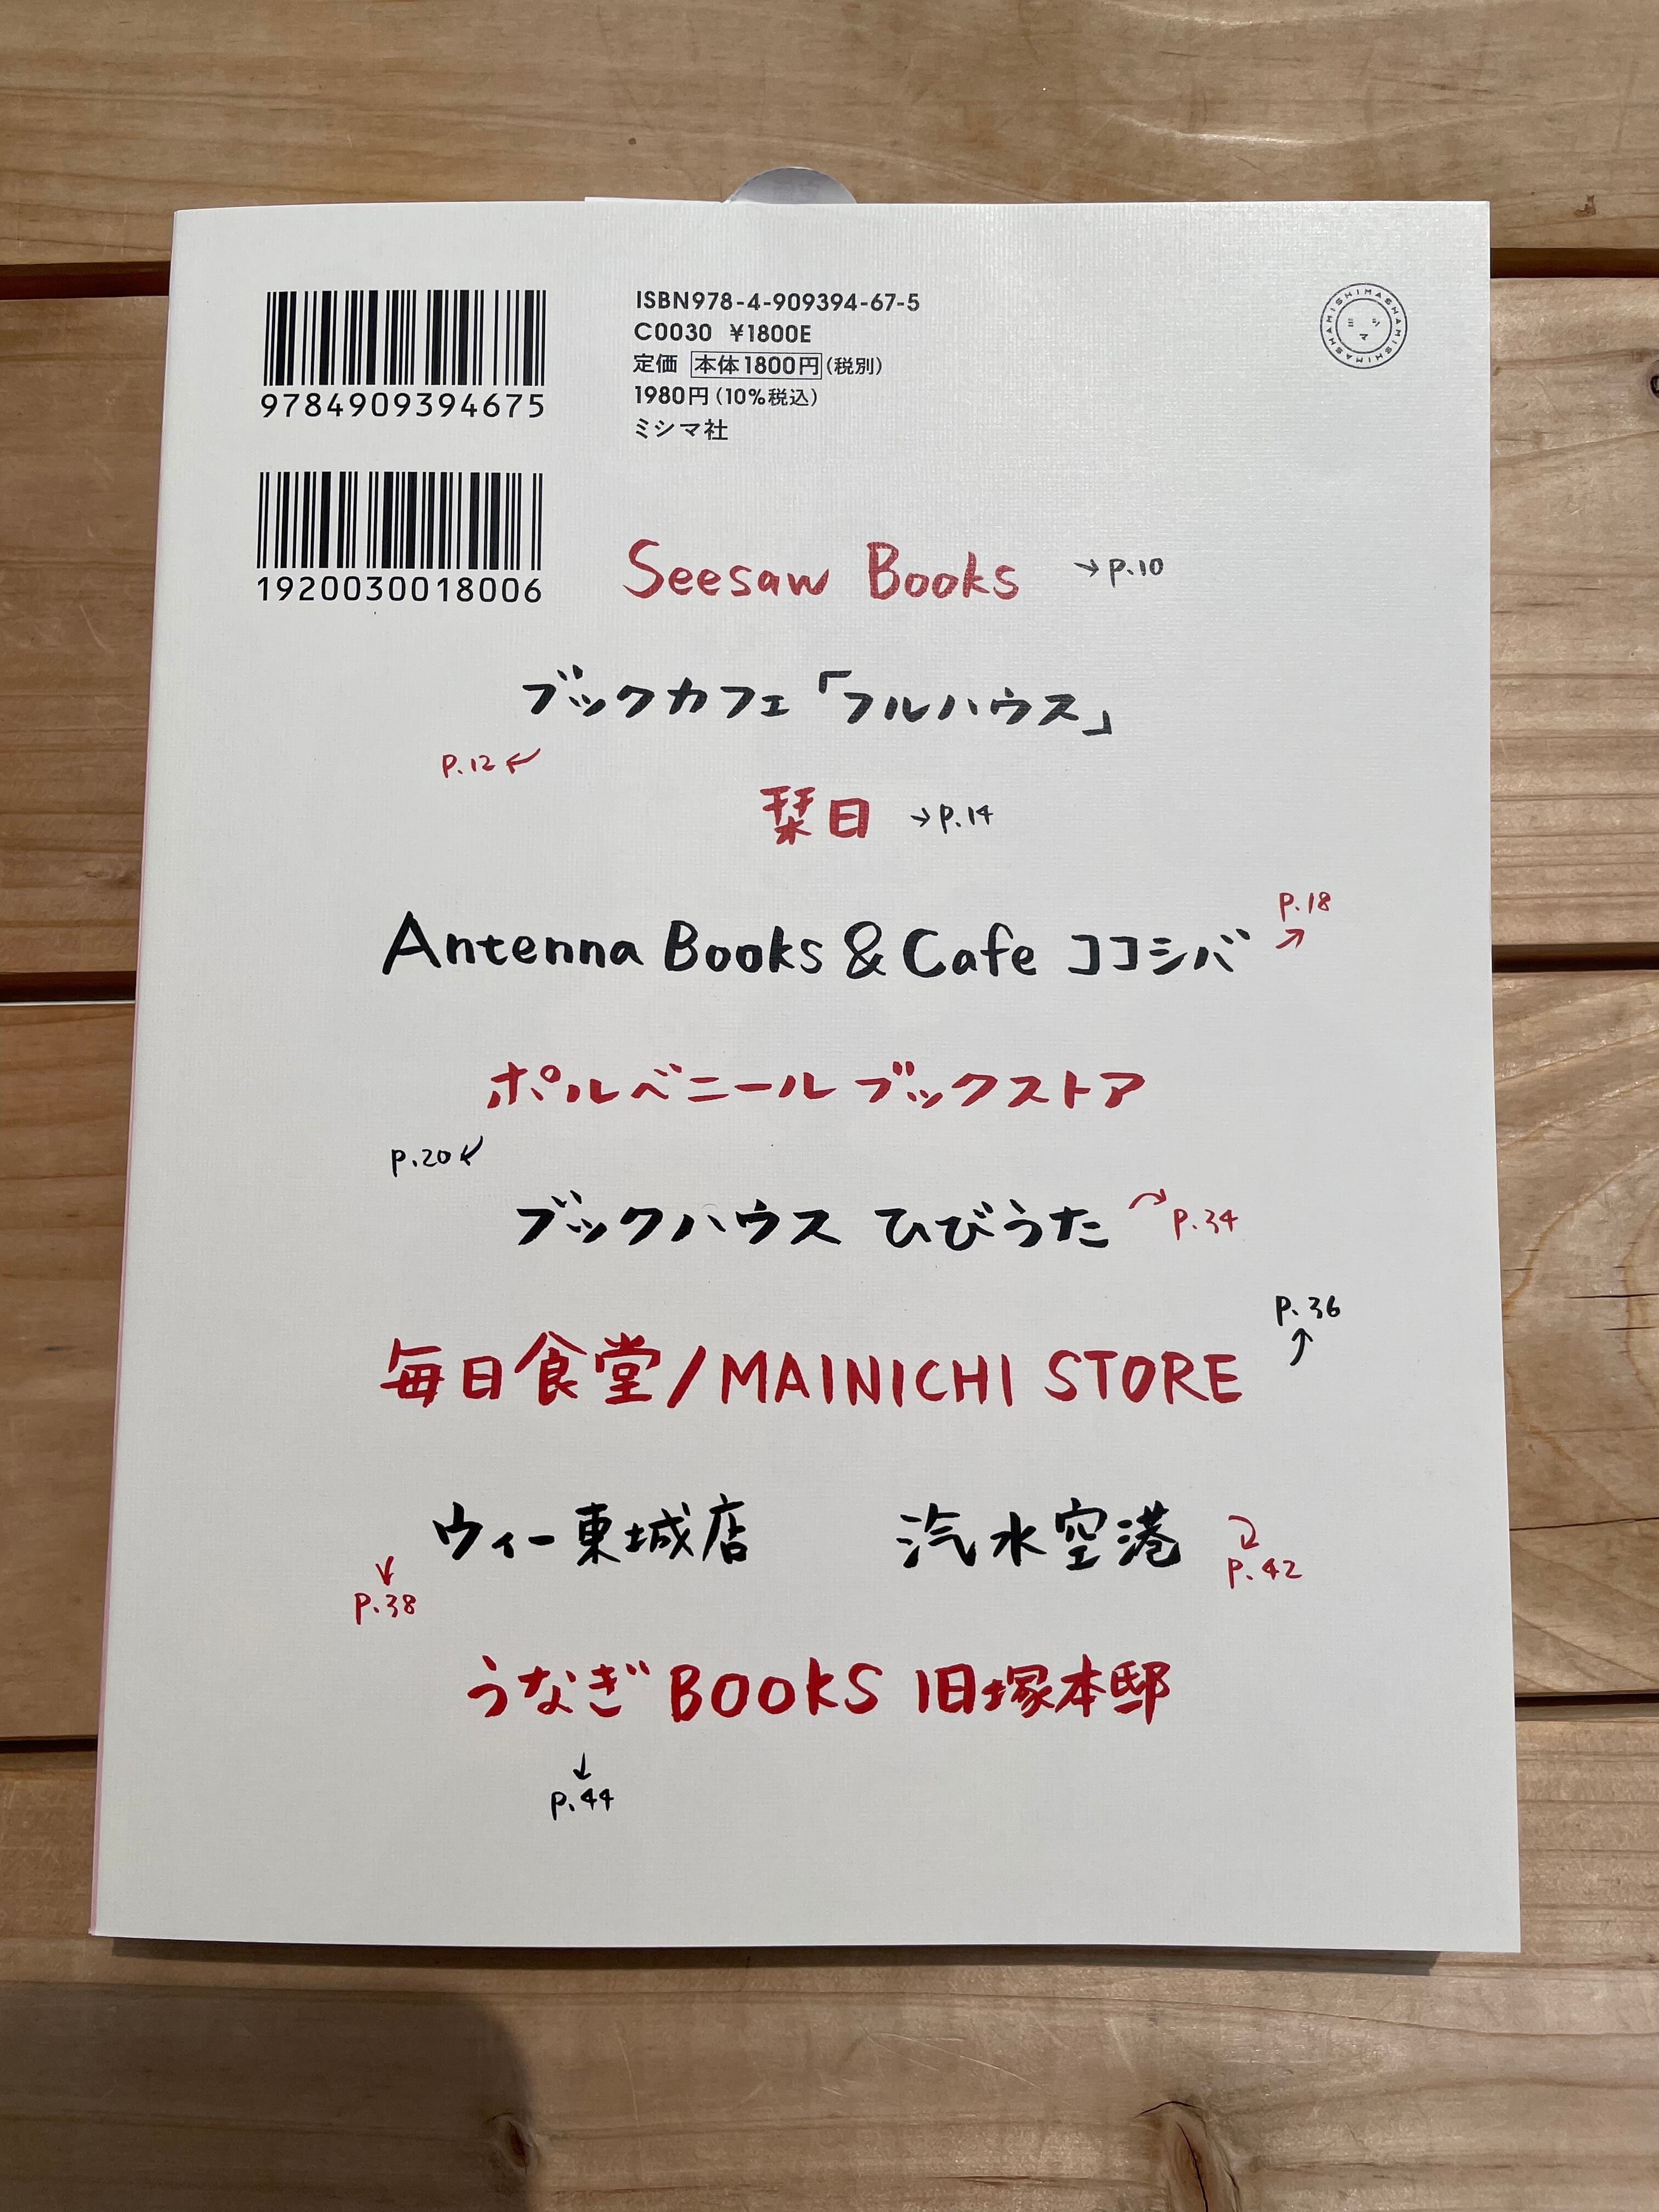 9784909394675
ISBN978-4-909394-67-5
C0030 ¥1800E
定価 本体1800円(税別)
1980円(10%税込)
ミシマ社
MISHIMASHAMISHIMASHA
ミシマ
1920030018006
Seesaw Books →p.10
ブックカフェ「フルハウス」
p.12←
栞日 →p.14
p.18
Antenna Books & Cafe ココシバ
ポルベニールブックストア
p.20
ブックハウス ひびうた p.34
p.36
毎日食堂/MAINICHI STORE
ウィー東城店 汽水空港
p.38 p.42
うなぎBOOKS 旧塚本邸
p.44